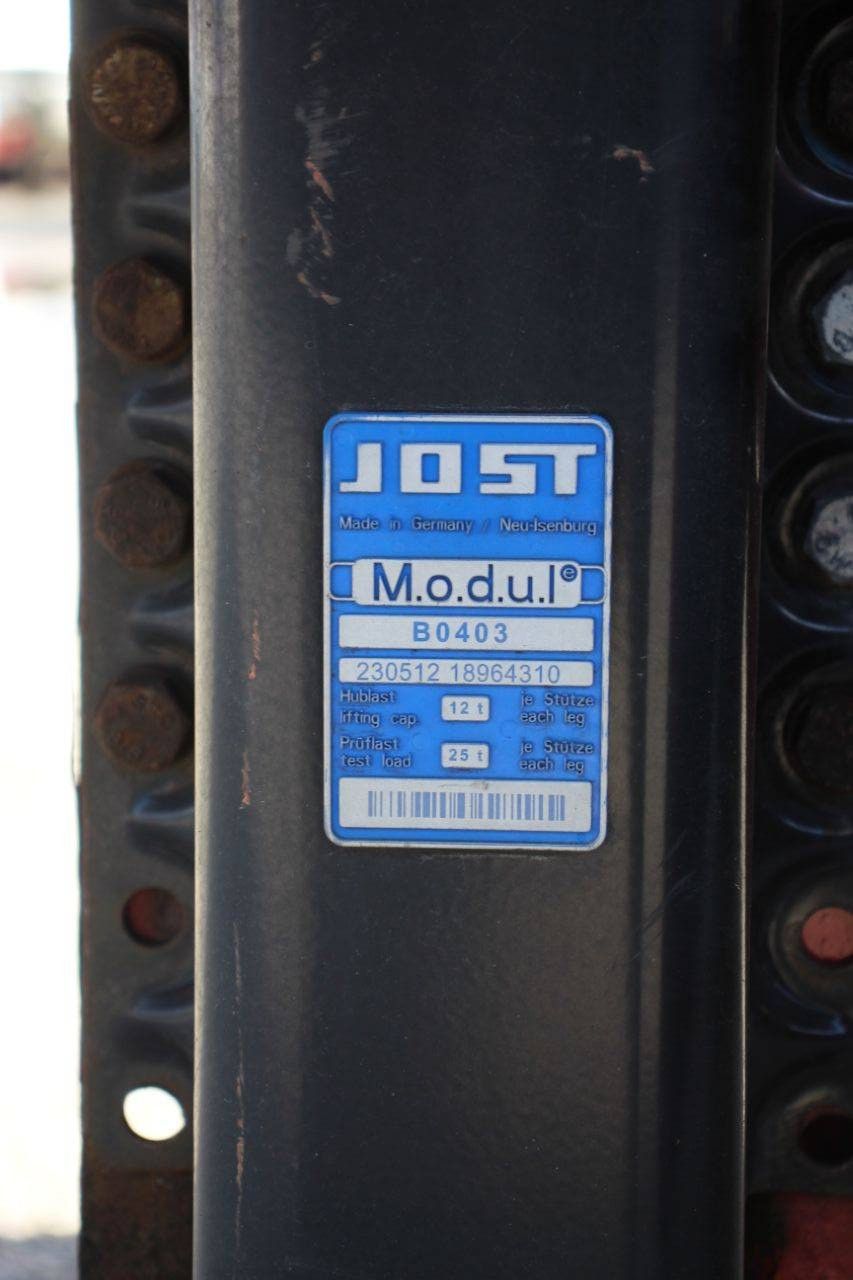 JOST
Made in Germany / Neu-Isenburg
M.o.d.u.l e
B0403
230512 18964310
Hublast 12 t je Stütze
lifting cap. each leg
Prüflast 25 t je Stütze
test load each leg